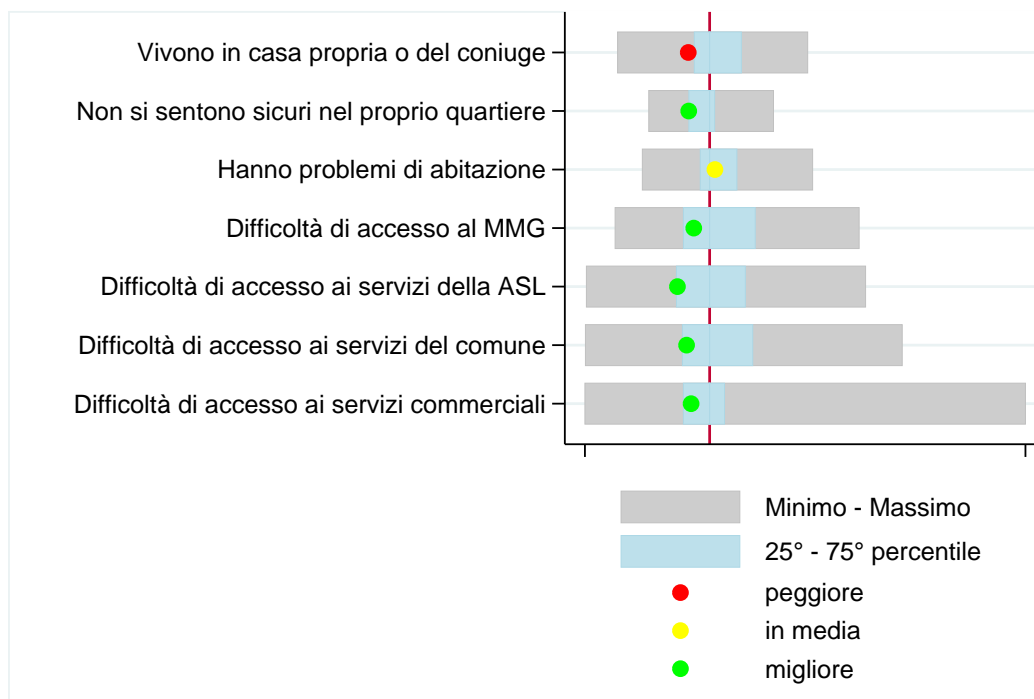 Vivono in casa propria o del coniuge
Non si sentono sicuri nel proprio quartiere
Hanno problemi di abitazione
Difficoltà di accesso al MMG
Difficoltà di accesso ai servizi della ASL
Difficoltà di accesso ai servizi del comune
Difficoltà di accesso ai servizi commerciali
Minimo - Massimo
25° - 75° percentile
peggiore
in media
migliore